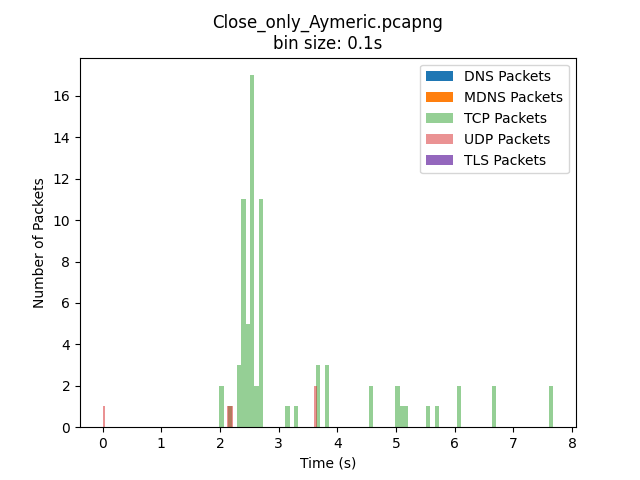 Close_only_Aymeric.pcapng
bin size: 0.1s
DNS Packets
MDNS Packets
TCP Packets
UDP Packets
TLS Packets
Number of Packets
16
14
12
10
8
6
4
2
0
0 1 2 3 4 5 6 7 8
Time (s)